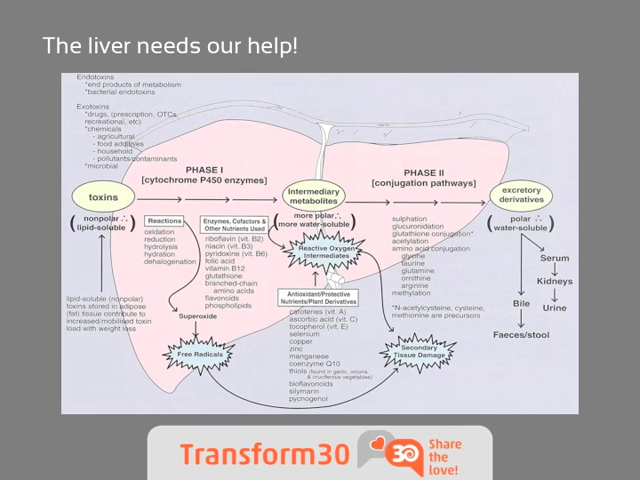 The liver needs our help!
Endotoxins
*end products of metabolism
*bacterial endotoxins
Exotoxins
*drugs, (prescription, OTCs,
recreational, etc)
*chemicals
- agricultural
- food additives
- household
- pollutants/contaminants
*microbial
PHASE I
[cytochrome P450 enzymes]
PHASE II
[conjugation pathways]
toxins
(nonpolar ∴
lipid-soluble)
Intermediary
metabolites
(more polar ∴
more water-soluble)
excretory
derivatives
(polar ∴
water-soluble)
Reactions
oxidation
reduction
hydrolysis
hydration
dehalogenation
Enzymes, Cofactors &
Other Nutrients Used
riboflavin (vit. B2)
niacin (vit. B3)
pyridoxine (vit. B6)
folic acid
vitamin B12
glutathione
branched-chain
amino acids
flavonoids
phospholipids
Reactive Oxygen
Intermediates
sulphation
glucuronidation
glutathione conjugation*
acetylation
amino acid conjugation
glycine
taurine
glutamine
ornithine
arginine
methylation
*N-acetylcysteine, cysteine,
methionine are precursors
Serum
Kidneys
Urine
Bile
Faeces/stool
lipid-soluble (nonpolar)
toxins stored in adipose
(fat) tissue contribute to
increased/mobilised toxin
load with weight loss
Superoxide
Free Radicals
Antioxidant/Protective
Nutrients/Plant Derivatives
carotenes (vit. A)
ascorbic acid (vit. C)
tocopherol (vit. E)
selenium
copper
zinc
manganese
coenzyme Q10
thiols (found in garlic, onions,
& cruciferous vegetables)
bioflavonoids
silymarin
pycnogenol
Secondary
Tissue Damage
Transform30
30
Share
the
love!